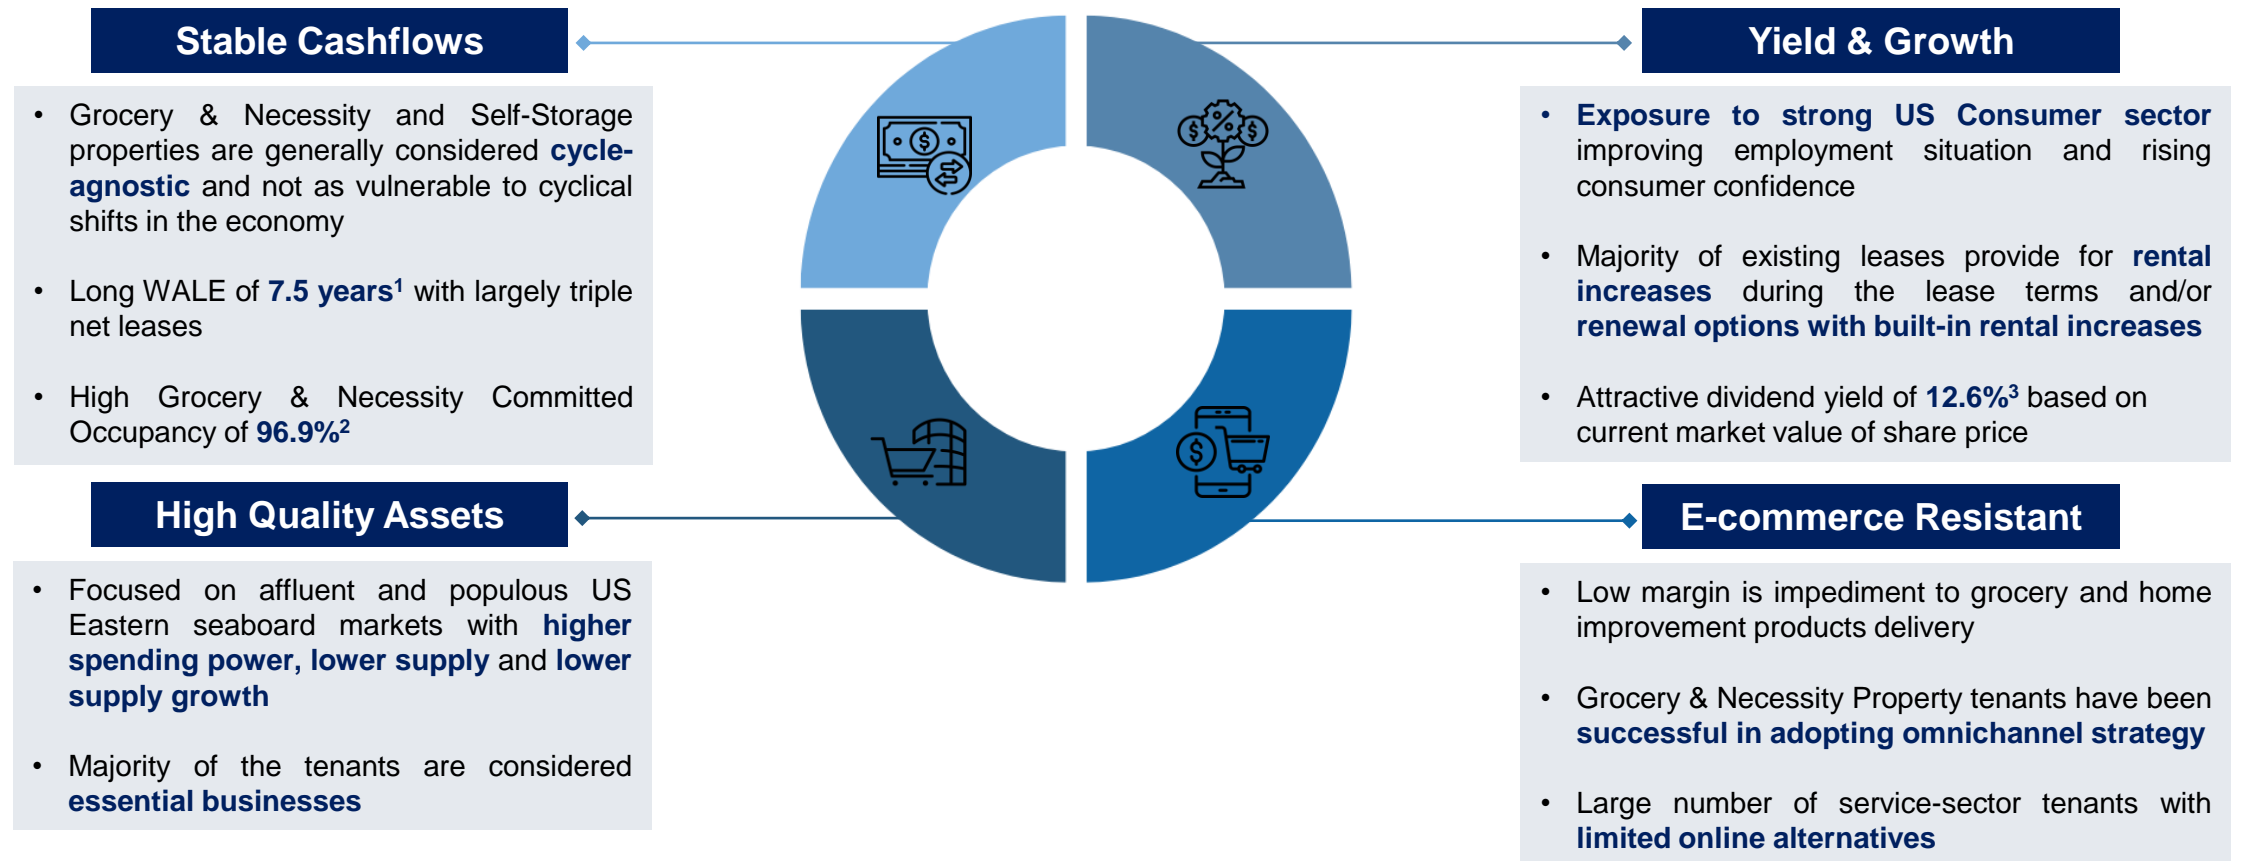 Stable Cashflows
• Grocery & Necessity and Self-Storage
properties are generally considered cycle-
agnostic and not as vulnerable to cyclical
shifts in the economy
• Long WALE of 7.5 years¹ with largely triple
net leases
• High Grocery & Necessity Committed
Occupancy of 96.9%²
High Quality Assets
• Focused on affluent and populous US
Eastern seaboard markets with higher
spending power, lower supply and lower
supply growth
• Majority of the tenants are considered
essential businesses
Yield & Growth
• Exposure to strong US Consumer sector
improving employment situation and rising
consumer confidence
• Majority of existing leases provide for rental
increases during the lease terms and/or
renewal options with built-in rental increases
• Attractive dividend yield of 12.6%³ based on
current market value of share price
E-commerce Resistant
• Low margin is impediment to grocery and home
improvement products delivery
• Grocery & Necessity Property tenants have been
successful in adopting omnichannel strategy
• Large number of service-sector tenants with
limited online alternatives